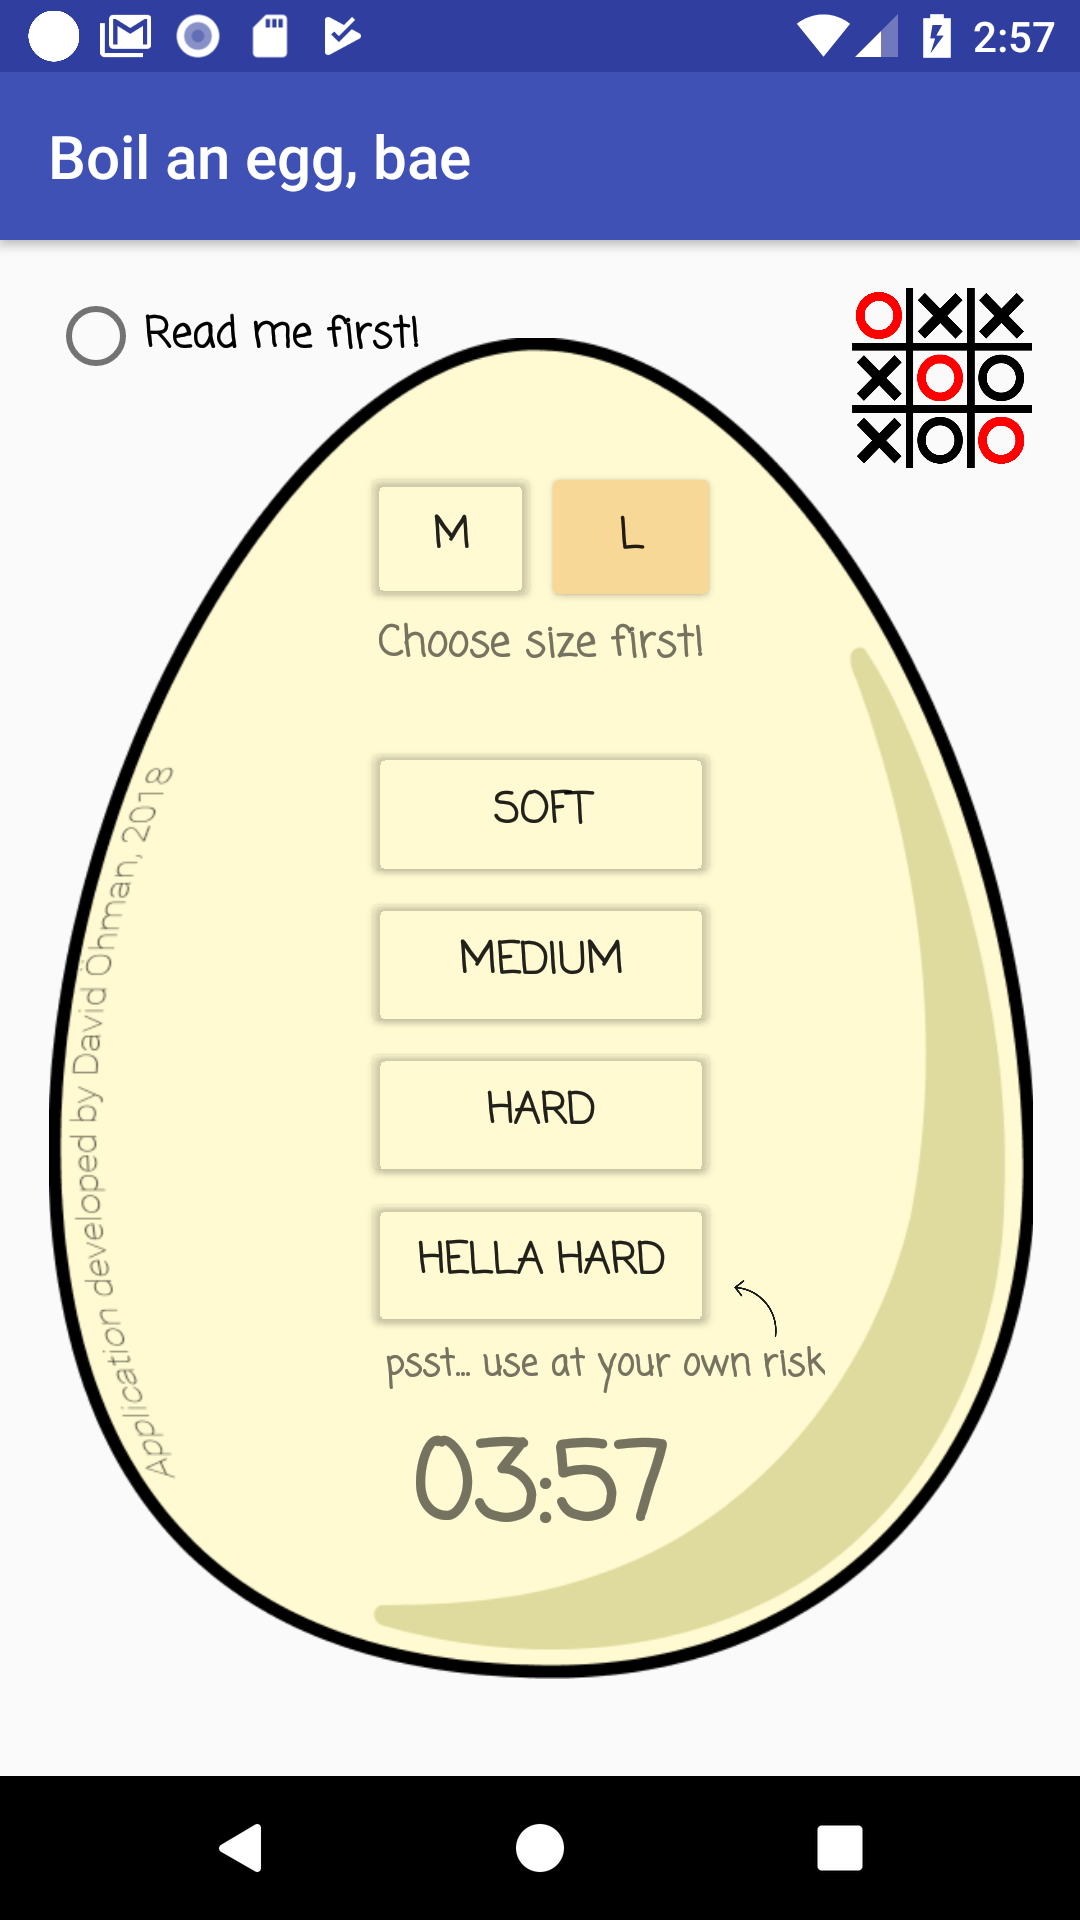 2:57
Boil an egg, bae
Read me first!
M
L
Choose size first!
SOFT
MEDIUM
HARD
HELLA HARD
psst... use at your own risk
03:57
Application developed by David Öhman, 2018